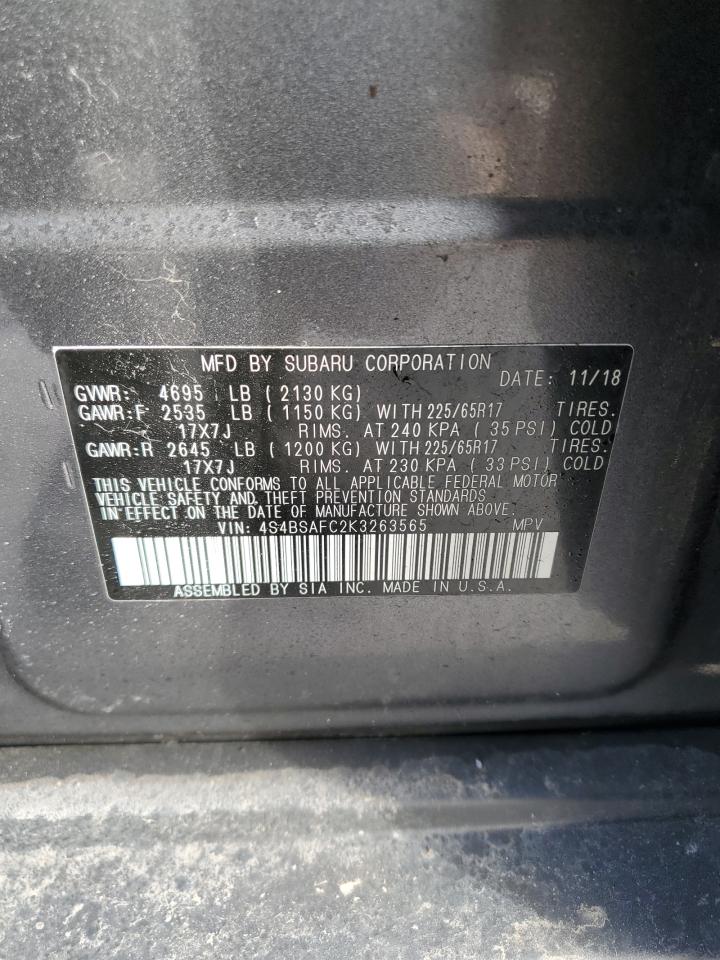 MFD BY SUBARU CORPORATION
DATE: 11/18
GVWR: 4695 LB ( 2130 KG)
GAWR:F 2535 LB ( 1150 KG) WITH 225/65R17 TIRES.
17X7J RIMS. AT 240 KPA ( 35 PSI) COLD
GAWR:R 2645 LB ( 1200 KG) WITH 225/65R17 TIRES.
17X7J RIMS. AT 230 KPA ( 33 PSI) COLD
THIS VEHICLE CONFORMS TO ALL APPLICABLE FEDERAL MOTOR
VEHICLE SAFETY AND THEFT PREVENTION STANDARDS
IN EFFECT ON THE DATE OF MANUFACTURE SHOWN ABOVE.
VIN: 4S4BSAFC2K3263565 MPV
ASSEMBLED BY SIA INC. MADE IN U.S.A.